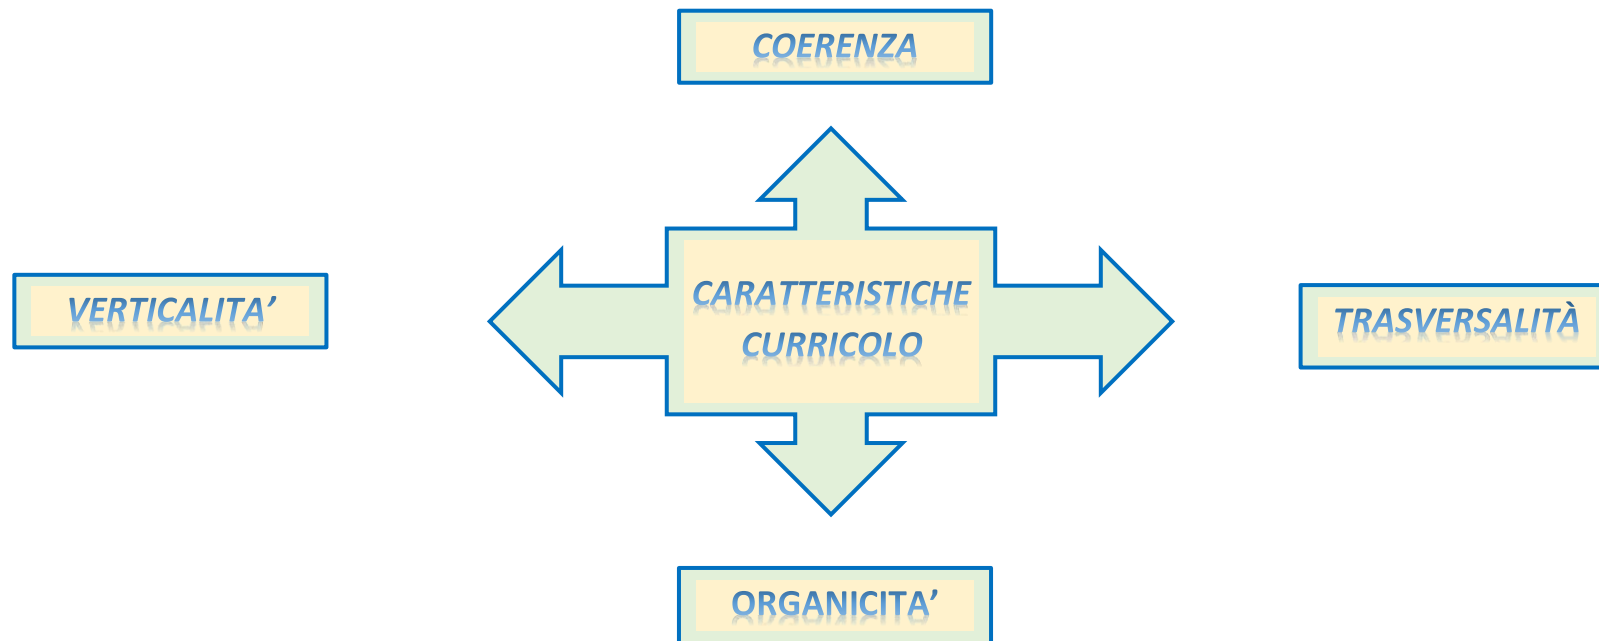 COERENZA
VERTICALITA’
CARATTERISTICHE
CURRICOLO
TRASVERSALITÀ
ORGANICITA’